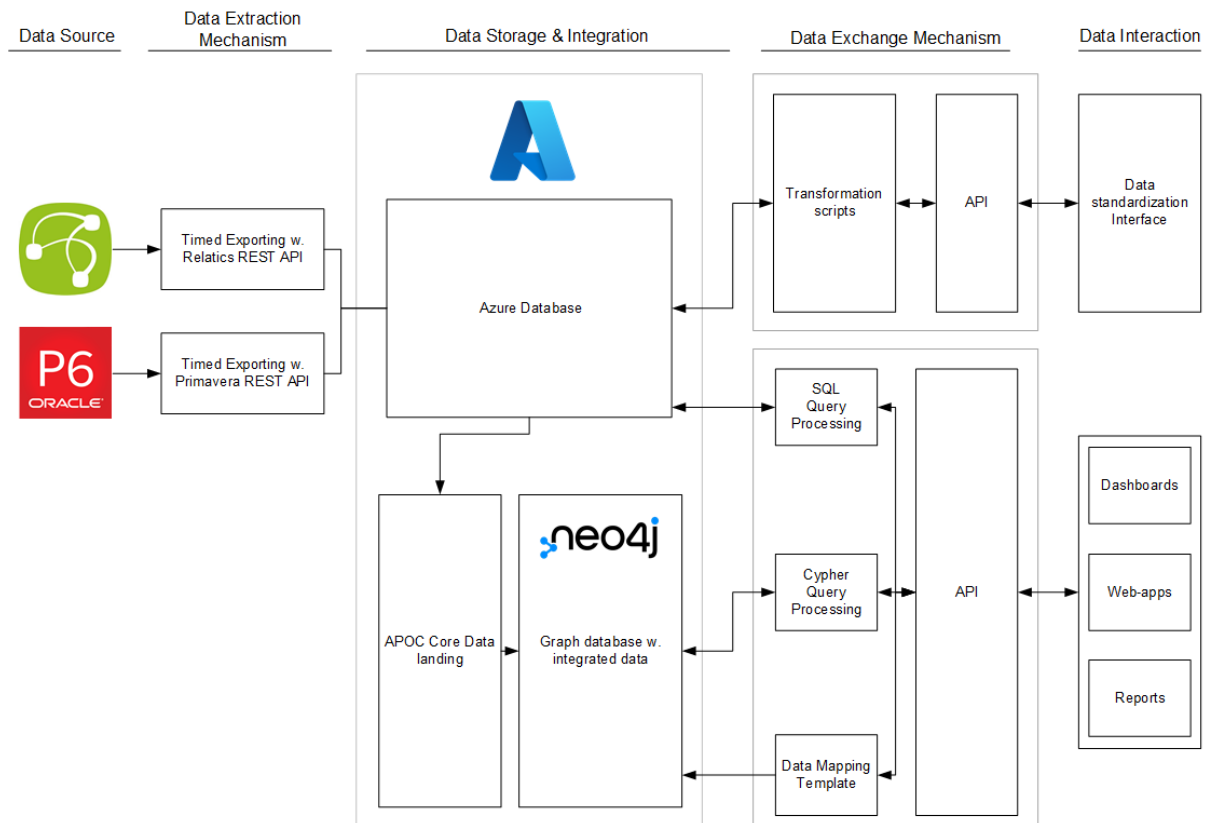 Data Source
Data Extraction
Mechanism
Data Storage & Integration
Data Exchange Mechanism
Data Interaction
Timed Exporting w.
Relatics REST API
P6
ORACLE
Timed Exporting w.
Primavera REST API
Azure Database
Transformation
scripts
API
Data
standardization
Interface
SQL
Query
Processing
APOC Core Data
landing
neo4j
Graph database w.
integrated data
Cypher
Query
Processing
Data Mapping
Template
API
Dashboards
Web-apps
Reports